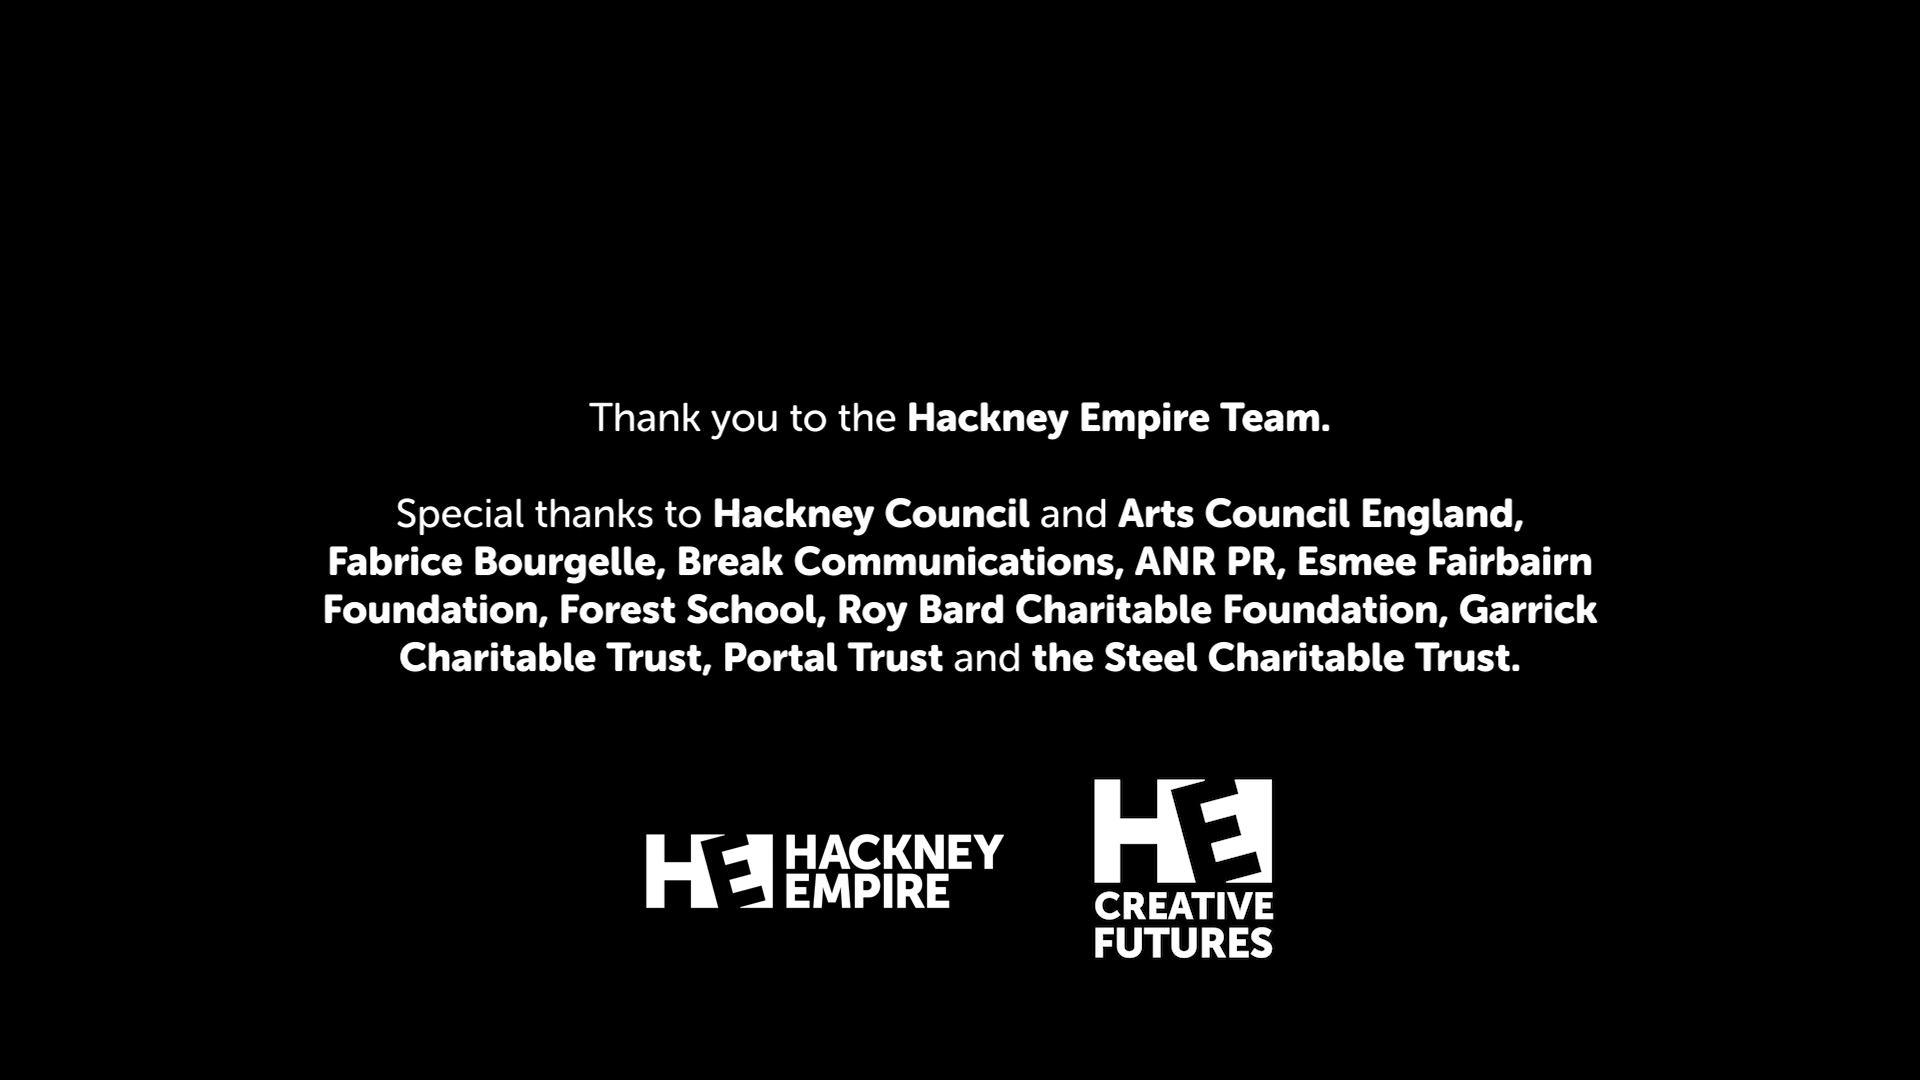 Thank you to the Hackney Empire Team.
Special thanks to Hackney Council and Arts Council England,
Fabrice Bourgelle, Break Communications, ANR PR, Esmee Fairbairn
Foundation, Forest School, Roy Bard Charitable Foundation, Garrick
Charitable Trust, Portal Trust and the Steel Charitable Trust.
HE HACKNEY
EMPIRE
HE
CREATIVE
FUTURES